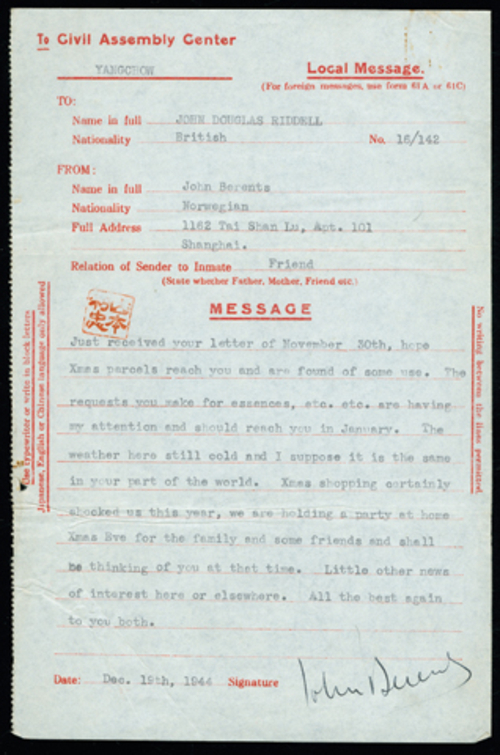 To Civil Assembly Center
YANGCHOW
Local Message.
(For foreign messages, use form 61A or 61C)
TO:
Name in full JOHN DOUGLAS RIDDELL
Nationality British No. 16/142
FROM:
Name in full John Berents
Nationality Norwegian
Full Address 1162 Tai Shan Lu, Apt. 101
Shanghai.
Relation of Sender to Inmate Friend
(State whether Father, Mother, Friend etc.)
MESSAGE
Just received your letter of November 30th, hope
Xmas parcels reach you and are found of some use. The
requests you make for essences, etc. etc. are having
my attention and should reach you in January. The
weather here still cold and I suppose it is the same
in your part of the world. Xmas shopping certainly
shocked us this year, we are holding a party at home
Xmas Eve for the family and some friends and shall
be thinking of you at that time. Little other news
of interest here or elsewhere. All the best again
to you both.
Date: Dec. 19th, 1944 Signature John Berents
Use typewriter or write in block letters
Japanese, English or Chinese language only allowed
No writing between the lines permitted